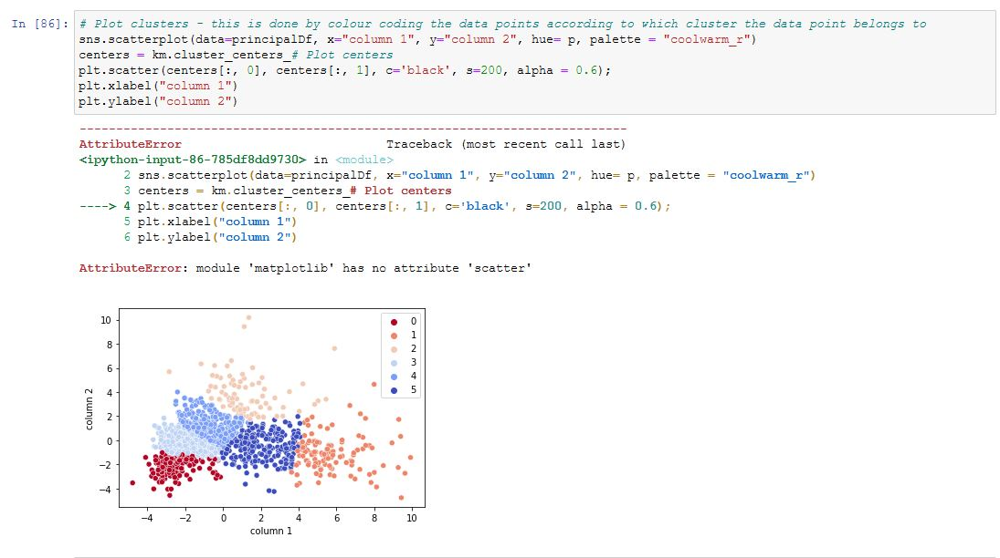 In [86]: # Plot clusters - this is done by colour coding the data points according to which cluster the data point belongs to
sns.scatterplot(data=principalDf, x="column 1", y="column 2", hue= p, palette = "coolwarm_r")
centers = km.cluster_centers_# Plot centers
plt.scatter(centers[:, 0], centers[:, 1], c='black', s=200, alpha = 0.6);
plt.xlabel("column 1")
plt.ylabel("column 2")
---------------------------------------------------------------------------
AttributeError Traceback (most recent call last)
<ipython-input-86-785df8dd9730> in <module>
2 sns.scatterplot(data=principalDf, x="column 1", y="column 2", hue= p, palette = "coolwarm_r")
3 centers = km.cluster_centers_# Plot centers
----> 4 plt.scatter(centers[:, 0], centers[:, 1], c='black', s=200, alpha = 0.6);
5 plt.xlabel("column 1")
6 plt.ylabel("column 2")
AttributeError: module 'matplotlib' has no attribute 'scatter'
10
8
6
4
2
0
−2
−4
column 2
0
1
2
3
4
5
−4 −2 0 2 4 6 8 10
column 1